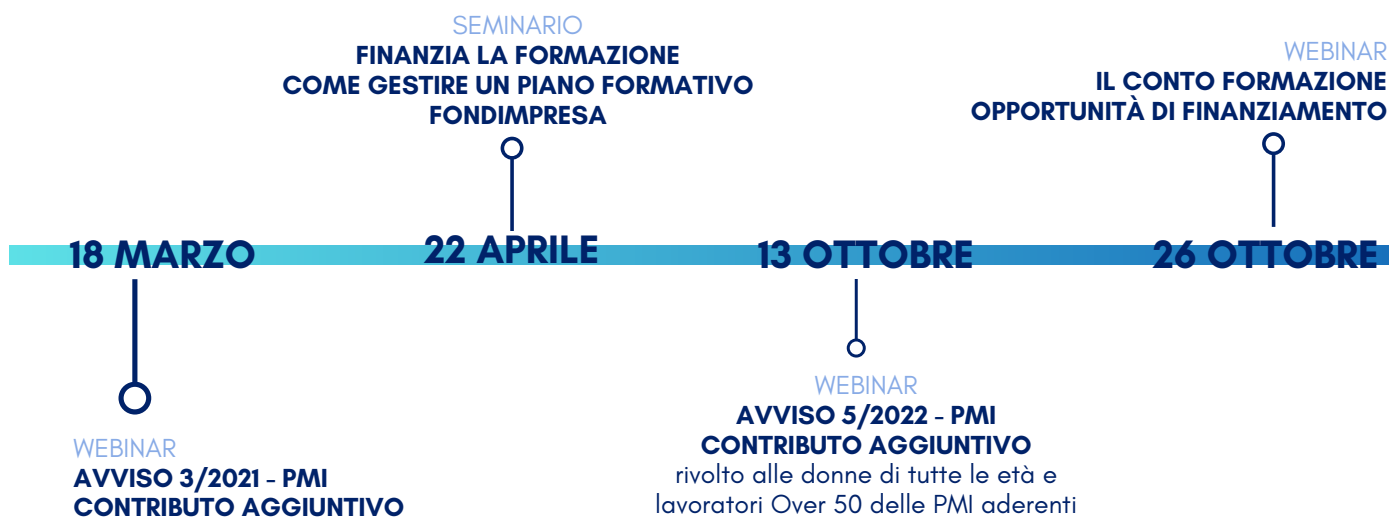 SEMINARIO
FINANZIA LA FORMAZIONE
COME GESTIRE UN PIANO FORMATIVO
FONDIMPRESA
WEBINAR
IL CONTO FORMAZIONE
OPPORTUNITÀ DI FINANZIAMENTO
18 MARZO
22 APRILE
13 OTTOBRE
26 OTTOBRE
WEBINAR
AVVISO 3/2021 - PMI
CONTRIBUTO AGGIUNTIVO
WEBINAR
AVVISO 5/2022 - PMI
CONTRIBUTO AGGIUNTIVO
rivolto alle donne di tutte le età e
lavoratori Over 50 delle PMI aderenti